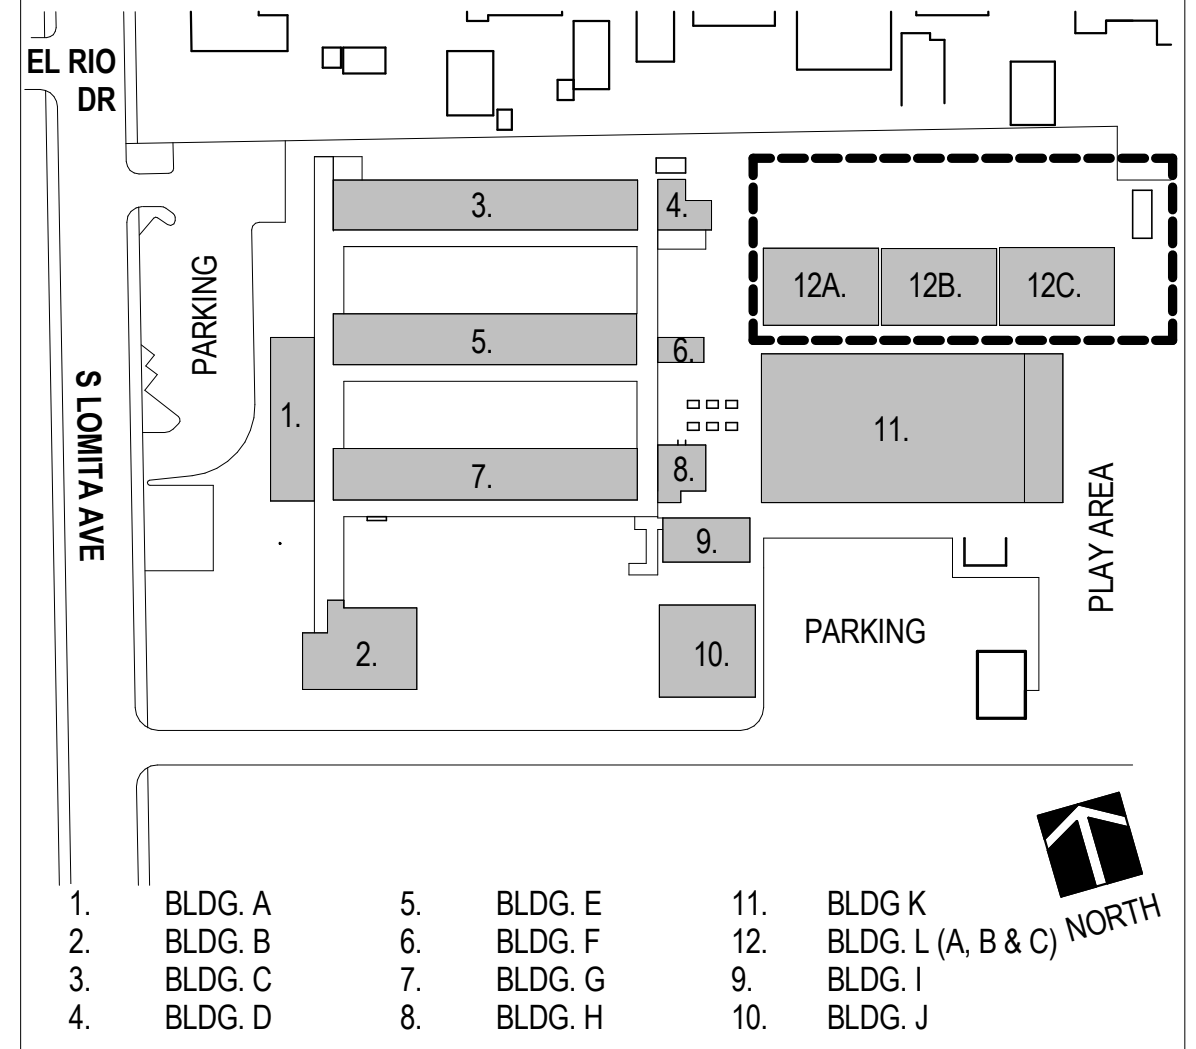 EL RIO
DR
3.
4.
PARKING
12A.
12B.
12C.
5.
6.
S LOMITA AVE
1.
11.
7.
8.
PLAY AREA
9.
PARKING
2.
10.
NORTH
1. BLDG. A
2. BLDG. B
3. BLDG. C
4. BLDG. D
5. BLDG. E
6. BLDG. F
7. BLDG. G
8. BLDG. H
11. BLDG K
12. BLDG. L (A, B & C)
9. BLDG. I
10. BLDG. J